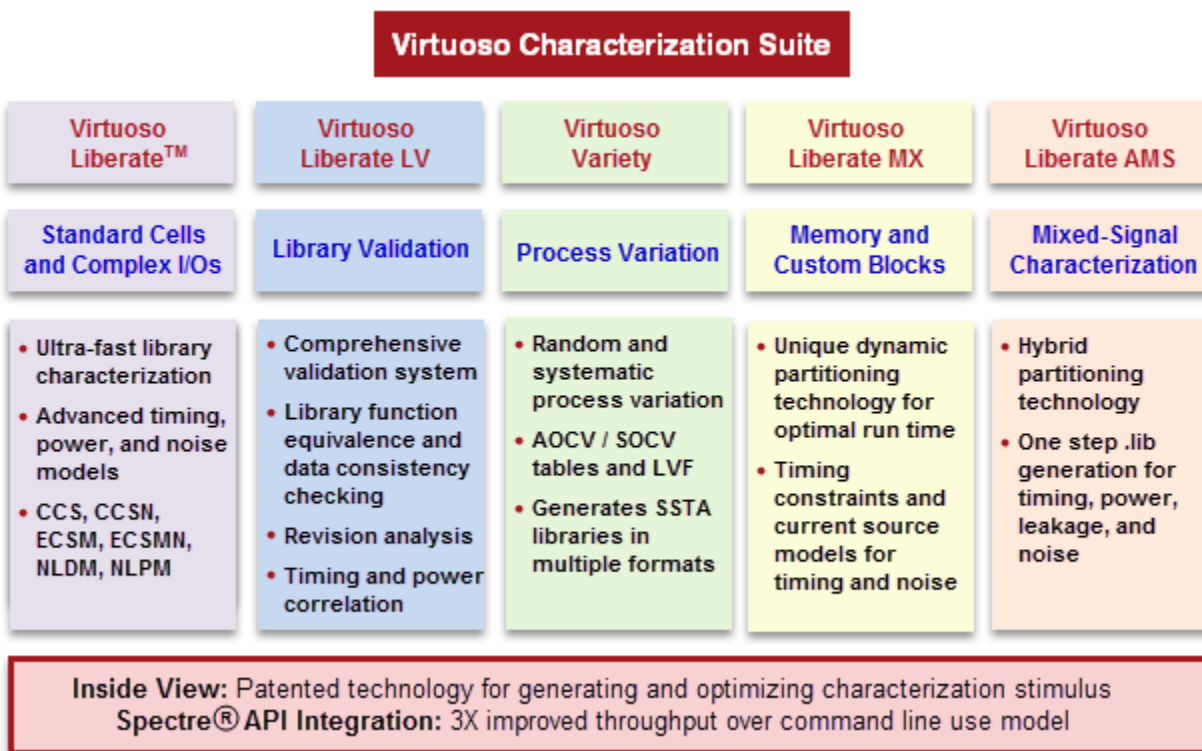 Virtuoso Characterization Suite
Virtuoso
Liberate™
Standard Cells
and Complex I/Os
• Ultra-fast library
characterization
• Advanced timing,
power, and noise
models
• CCS, CCSN,
ECSM, ECSMN,
NLDM, NLPM
Virtuoso
Liberate LV
Library Validation
• Comprehensive
validation system
• Library function
equivalence and
data consistency
checking
• Revision analysis
• Timing and power
correlation
Virtuoso
Variety
Process Variation
• Random and
systematic
process variation
• AOCV / SOCV
tables and LVF
• Generates SSTA
libraries in
multiple formats
Virtuoso
Liberate MX
Memory and
Custom Blocks
• Unique dynamic
partitioning
technology for
optimal run time
• Timing
constraints and
current source
models for
timing and noise
Virtuoso
Liberate AMS
Mixed-Signal
Characterization
• Hybrid
partitioning
technology
• One step .lib
generation for
timing, power,
leakage, and
noise
Inside View: Patented technology for generating and optimizing characterization stimulus
Spectre® API Integration: 3X improved throughput over command line use model